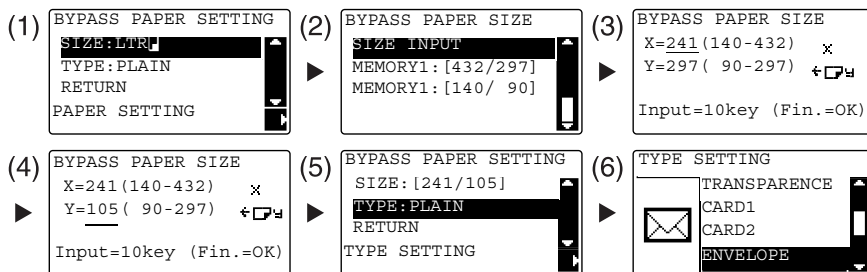 (1)
BYPASS PAPER SETTING
SIZE:LTR
TYPE:PLAIN
RETURN
PAPER SETTING
(2)
BYPASS PAPER SIZE
SIZE INPUT
MEMORY1:[432/297]
MEMORY1:[140/ 90]
(3)
BYPASS PAPER SIZE
X=241(140-432) X
Y=297( 90-297) Y
Input=10key (Fin.=OK)
(4)
BYPASS PAPER SIZE
X=241(140-432) X
Y=105( 90-297) Y
Input=10key (Fin.=OK)
(5)
BYPASS PAPER SETTING
SIZE:[241/105]
TYPE:PLAIN
RETURN
TYPE SETTING
(6)
TYPE SETTING
TRANSPARENCE
CARD1
CARD2
ENVELOPE